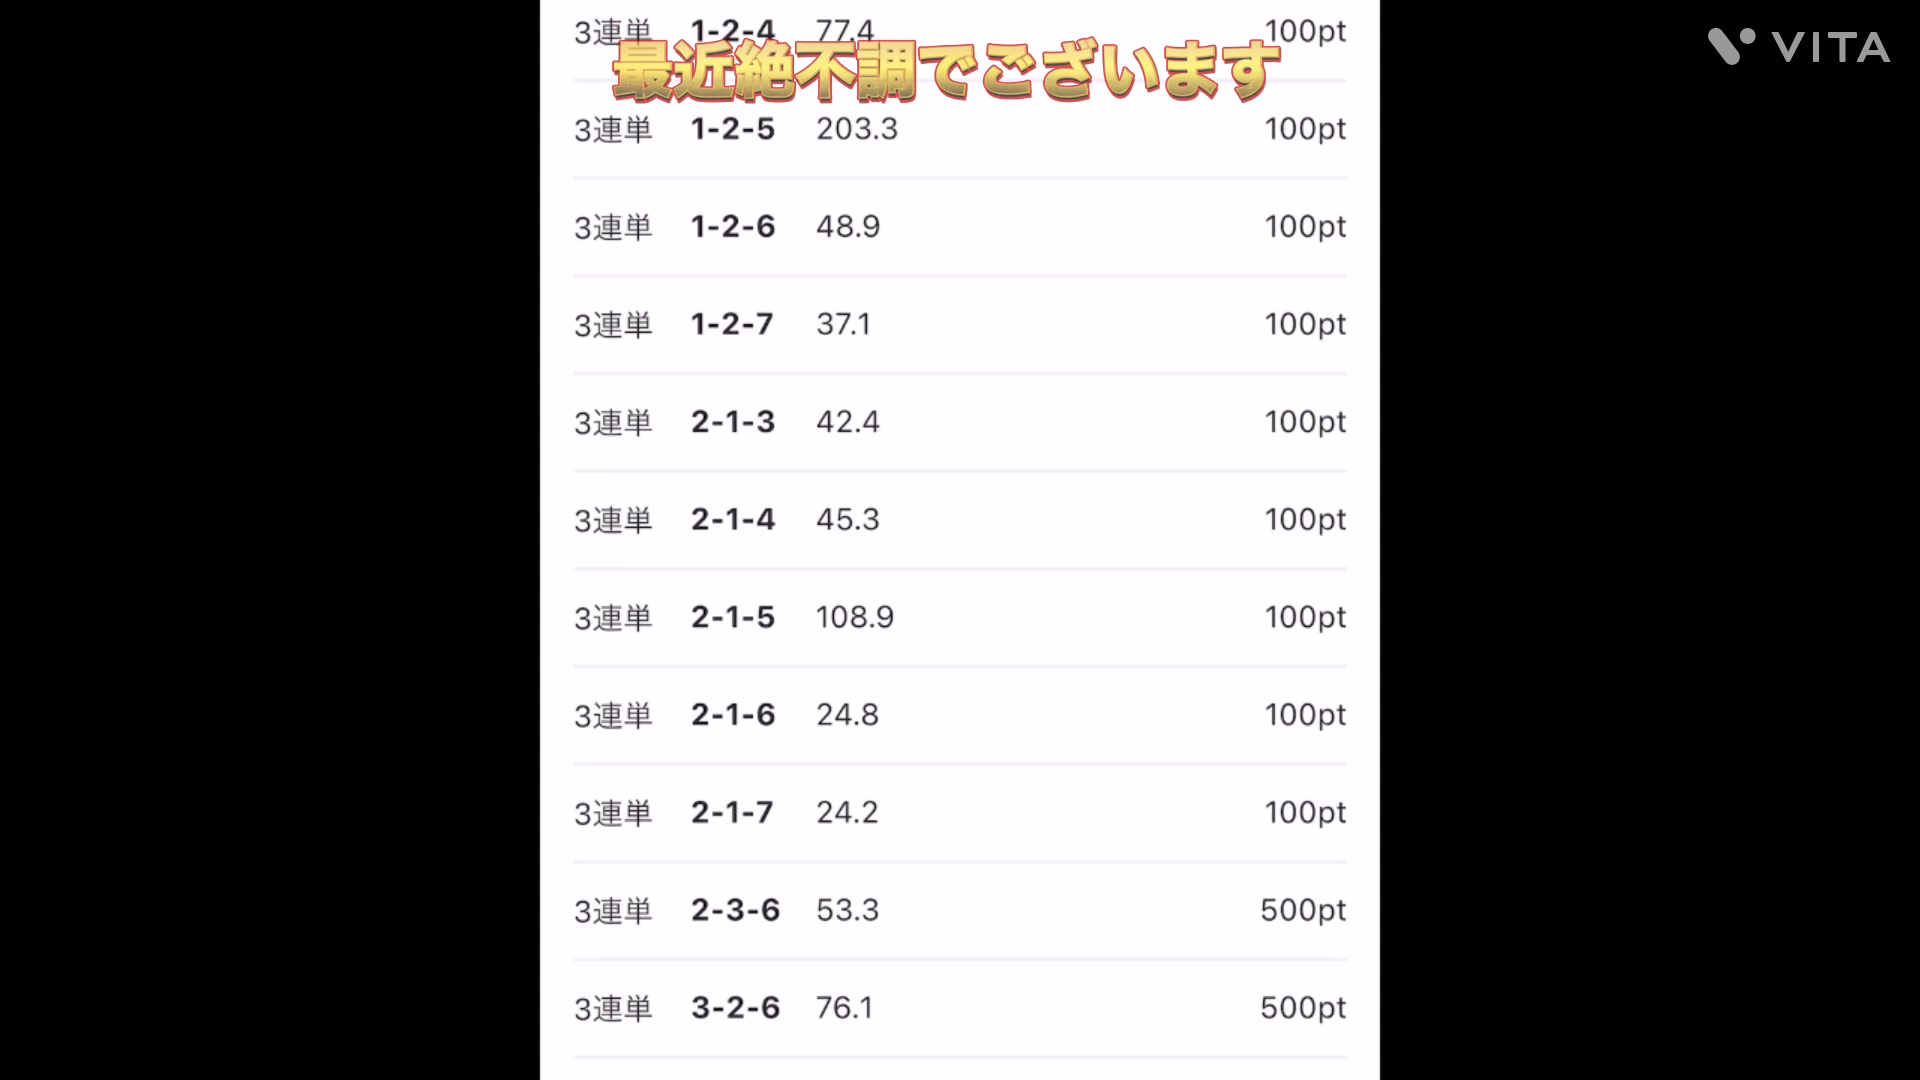 3連単 1-2-4 77.4 100pt
最近絶不調でございます
3連単 1-2-5 203.3 100pt
3連単 1-2-6 48.9 100pt
3連単 1-2-7 37.1 100pt
3連単 2-1-3 42.4 100pt
3連単 2-1-4 45.3 100pt
3連単 2-1-5 108.9 100pt
3連単 2-1-6 24.8 100pt
3連単 2-1-7 24.2 100pt
3連単 2-3-6 53.3 500pt
3連単 3-2-6 76.1 500pt
VITA